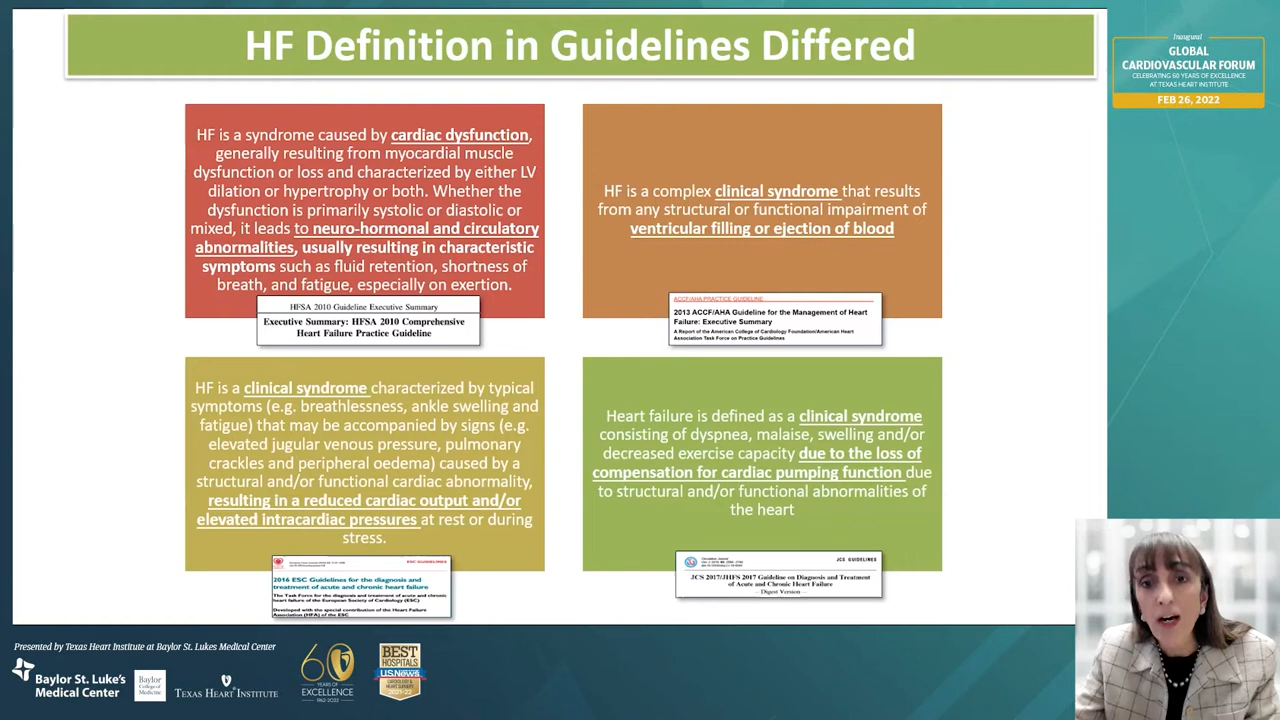 HF Definition in Guidelines Differed
Inaugural
GLOBAL
CARDIOVASCULAR FORUM
CELEBRATING 60 YEARS OF EXCELLENCE
AT TEXAS HEART INSTITUTE
FEB 26, 2022
HF is a syndrome caused by cardiac dysfunction,
generally resulting from myocardial muscle
dysfunction or loss and characterized by either LV
dilation or hypertrophy or both. Whether the
dysfunction is primarily systolic or diastolic or
mixed, it leads to neuro-hormonal and circulatory
abnormalities, usually resulting in characteristic
symptoms such as fluid retention, shortness of
breath, and fatigue, especially on exertion.
HFSA 2010 Guideline Executive Summary
Executive Summary: HFSA 2010 Comprehensive
Heart Failure Practice Guideline
HF is a complex clinical syndrome that results
from any structural or functional impairment of
ventricular filling or ejection of blood
ACCF/AHA PRACTICE GUIDELINE
2013 ACCF/AHA Guideline for the Management of Heart
Failure: Executive Summary
A Report of the American College of Cardiology Foundation/American Heart
Association Task Force on Practice Guidelines
HF is a clinical syndrome characterized by typical
symptoms (e.g. breathlessness, ankle swelling and
fatigue) that may be accompanied by signs (e.g.
elevated jugular venous pressure, pulmonary
crackles and peripheral oedema) caused by a
structural and/or functional cardiac abnormality,
resulting in a reduced cardiac output and/or
elevated intracardiac pressures at rest or during
stress.
ESC GUIDELINES
2016 ESC Guidelines for the diagnosis and
treatment of acute and chronic heart failure
The Task Force for the diagnosis and treatment of acute and chronic
heart failure of the European Society of Cardiology (ESC)
Developed with the special contribution of the Heart Failure
Association (HFA) of the ESC
Heart failure is defined as a clinical syndrome
consisting of dyspnea, malaise, swelling and/or
decreased exercise capacity due to the loss of
compensation for cardiac pumping function due
to structural and/or functional abnormalities of
the heart
JCS GUIDELINES
JCS 2017/JHFS 2017 Guideline on Diagnosis and Treatment
of Acute and Chronic Heart Failure
– Digest Version –
Presented by Texas Heart Institute at Baylor St. Lukes Medical Center
Baylor St. Luke's
Medical Center
Baylor
College of
Medicine
TEXAS HEART INSTITUTE
60
YEARS OF
EXCELLENCE
1962-2022
BEST
HOSPITALS
U.S. News
CARDIOLOGY &
HEART SURGERY
2021-22